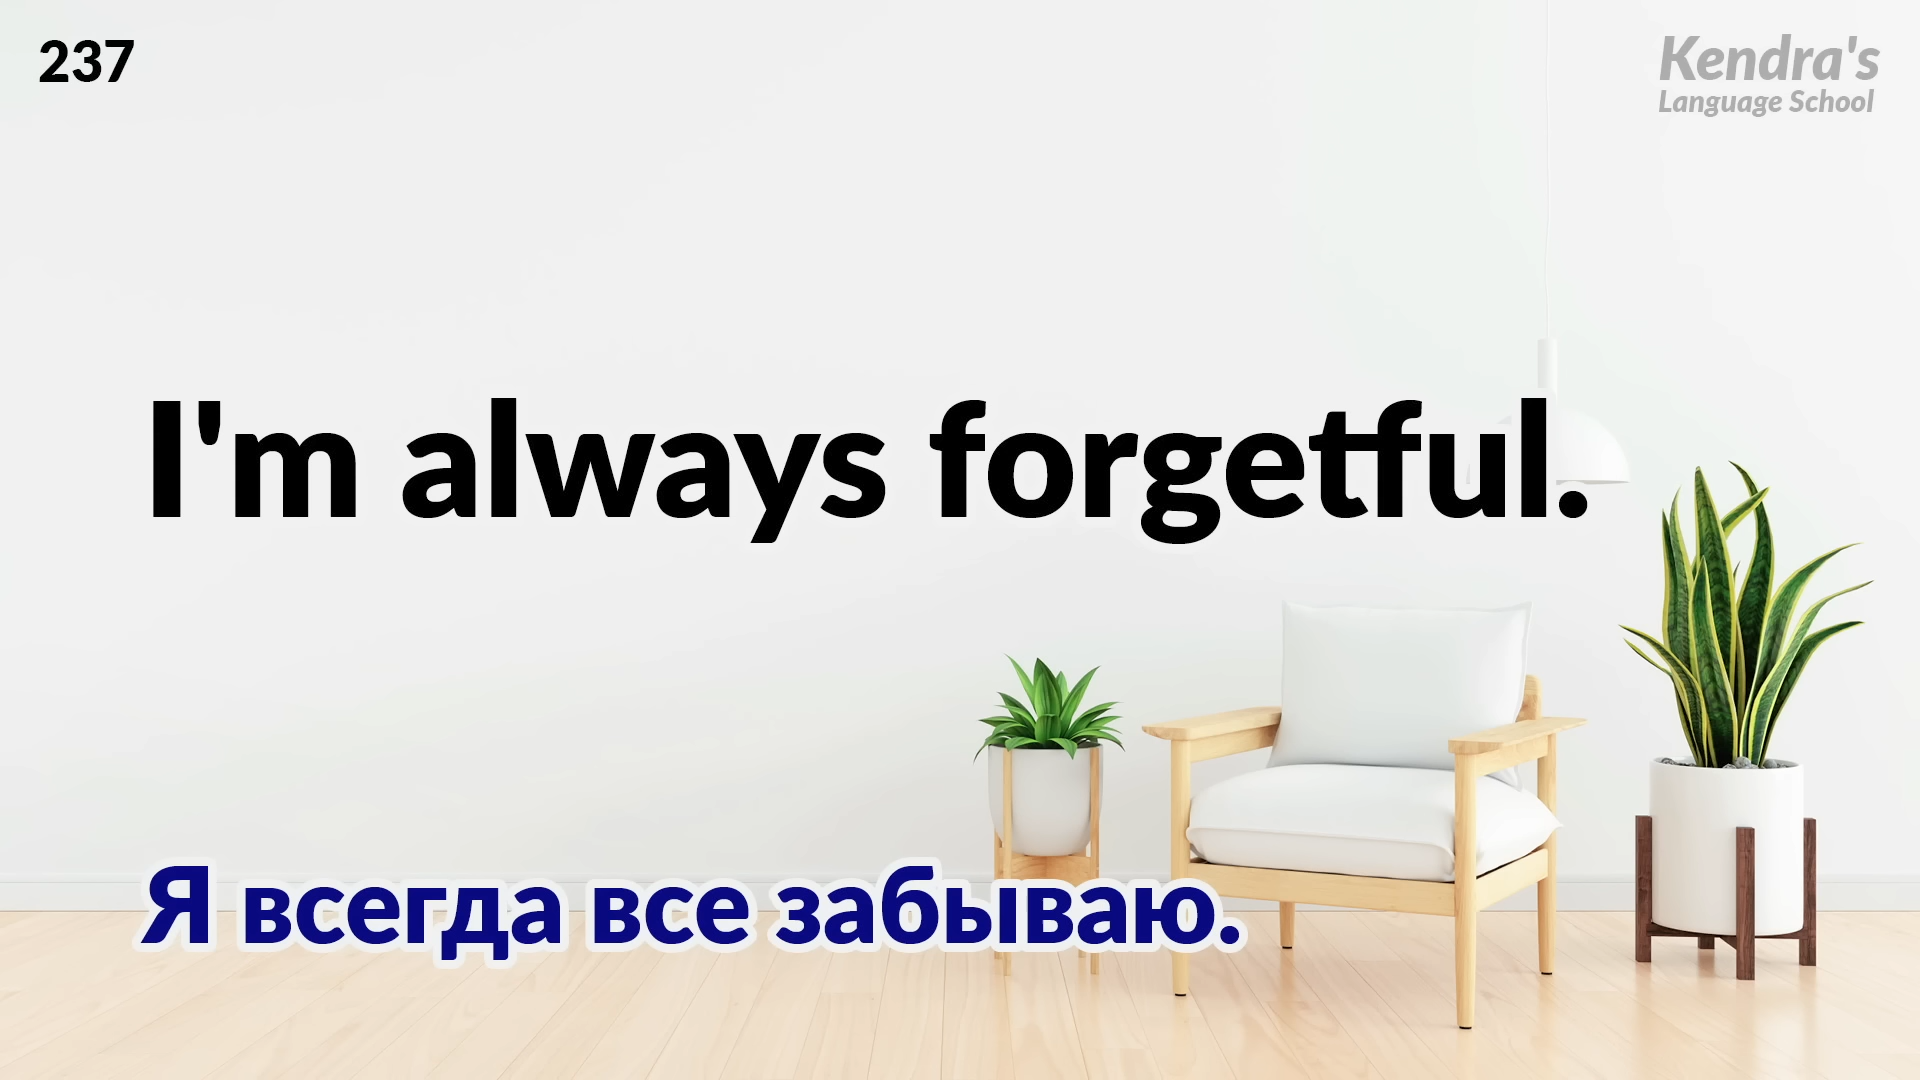 237
Kendra's
Language School
I'm always forgetful.
Я всегда все забываю.